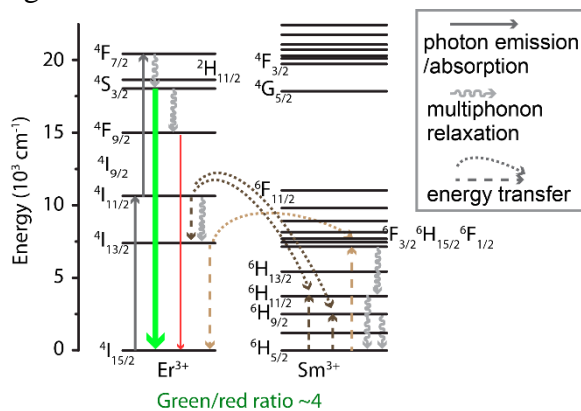 Energy (10³ cm⁻¹)
20
15
10
5
0
⁴F₇/₂
²H₁₁/₂
⁴S₃/₂
⁴F₉/₂
⁴I₉/₂
⁴I₁₁/₂
⁴I₁₃/₂
⁴I₁₅/₂
Er³⁺
⁴F₃/₂
⁴G₅/₂
⁶F₁₁/₂
⁶F₃/₂ ⁶H₁₅/₂ ⁶F₁/₂
⁶H₁₃/₂
⁶H₁₁/₂
⁶H₉/₂
⁶H₅/₂
Sm³⁺
Green/red ratio ~4
photon emission
/absorption
multiphonon
relaxation
energy transfer